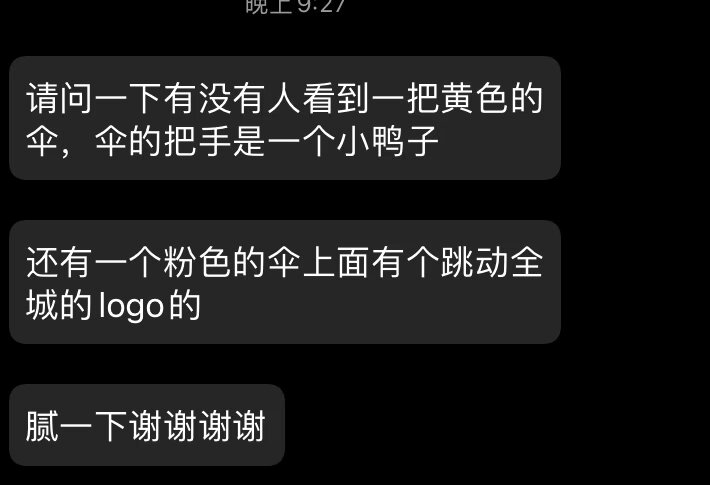 晚上9:27
请问一下有没有人看到一把黄色的
伞，伞的把手是一个小鸭子
还有一个粉色的伞上面有个跳动全
城的logo的
腻一下谢谢谢谢